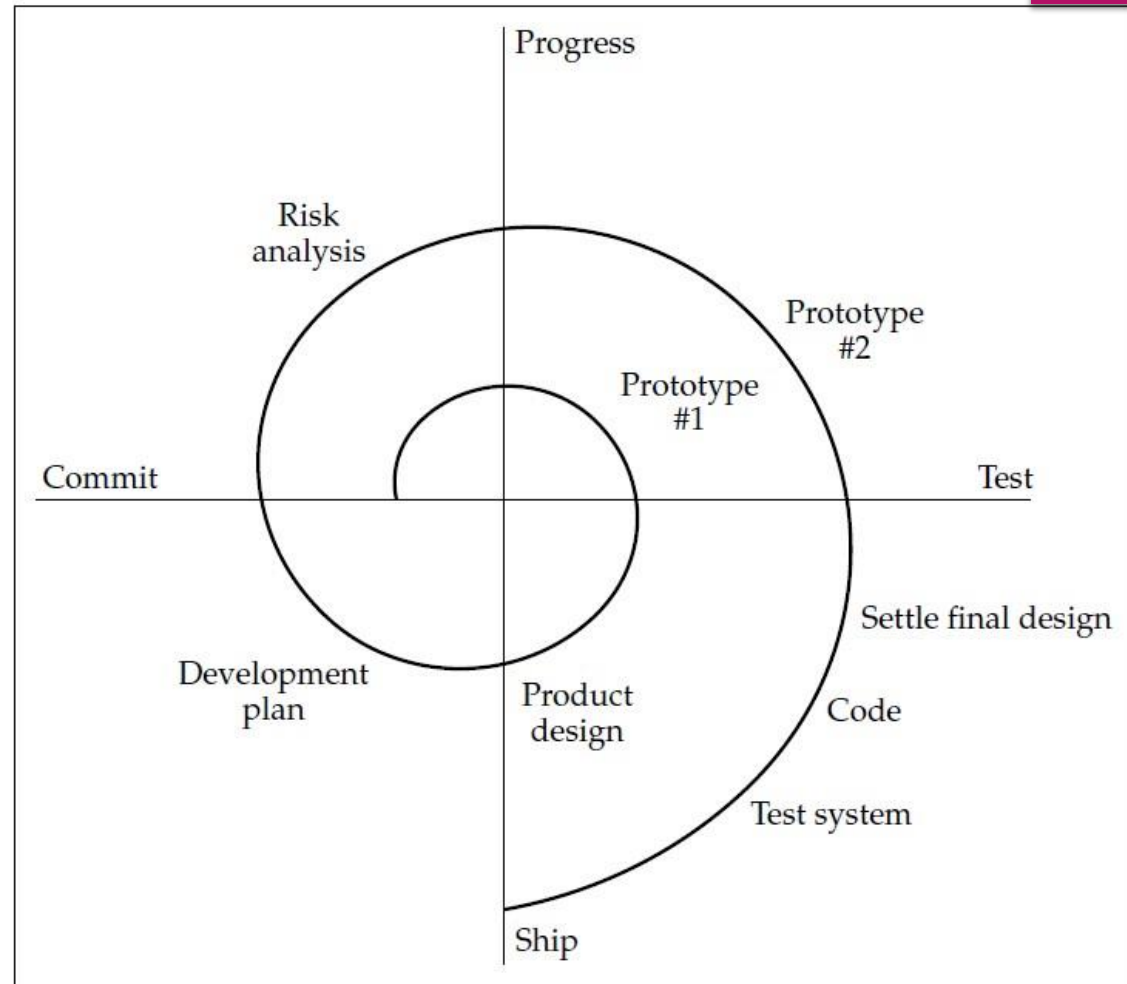 Progress
Risk
analysis
Prototype
#2
Prototype
#1
Commit
Test
Settle final design
Development
plan
Product
design
Code
Test system
Ship